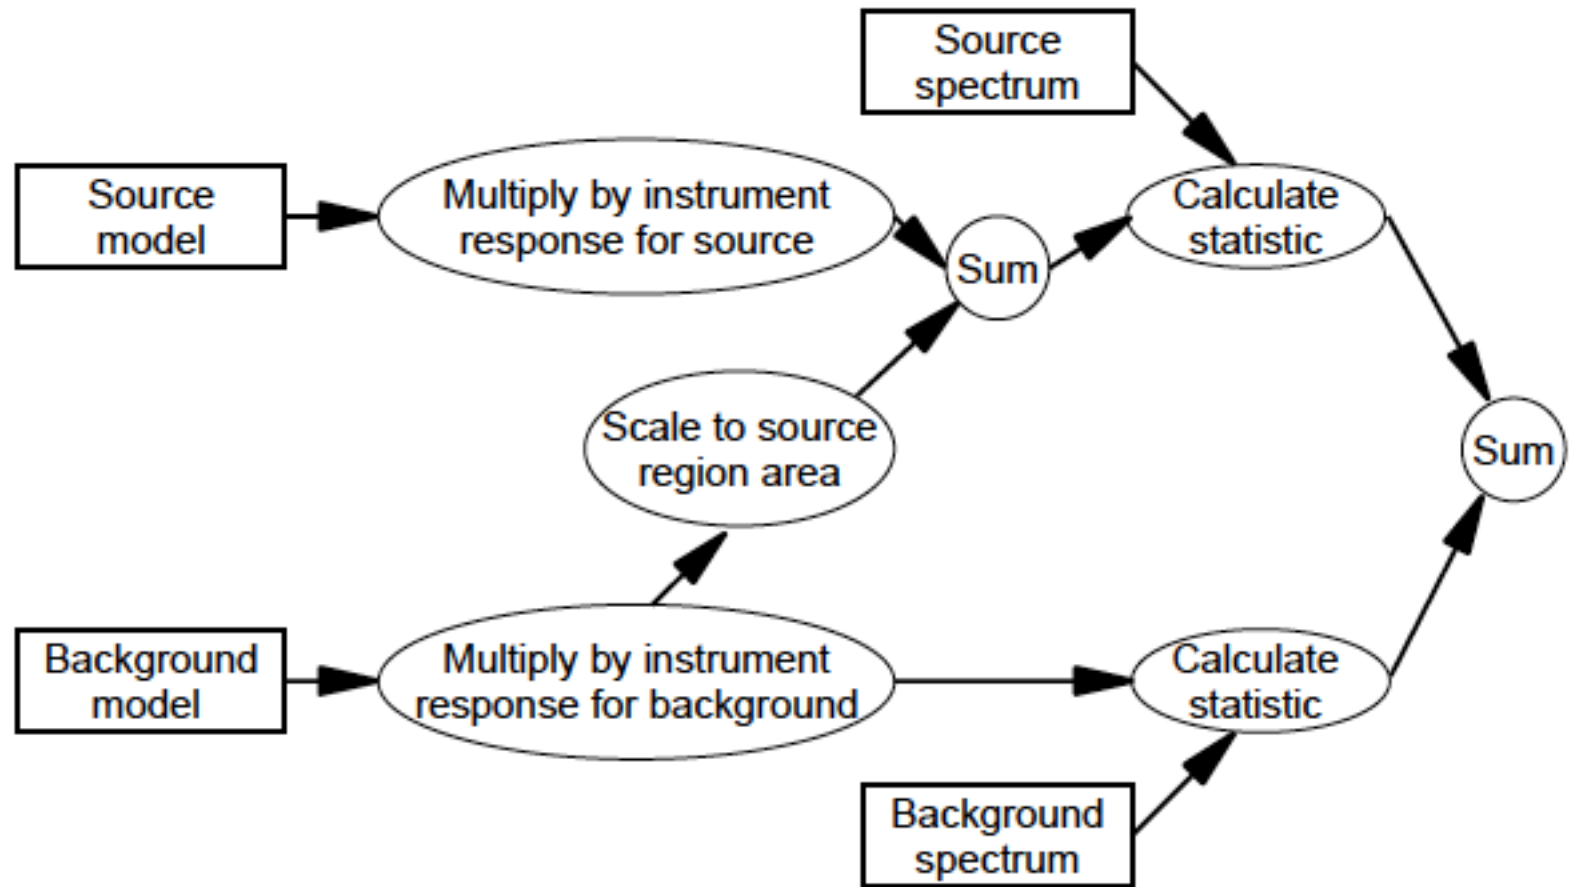 Source
spectrum
Source
model
Multiply by instrument
response for source
Calculate
statistic
Sum
Scale to source
region area
Sum
Background
model
Multiply by instrument
response for background
Calculate
statistic
Background
spectrum